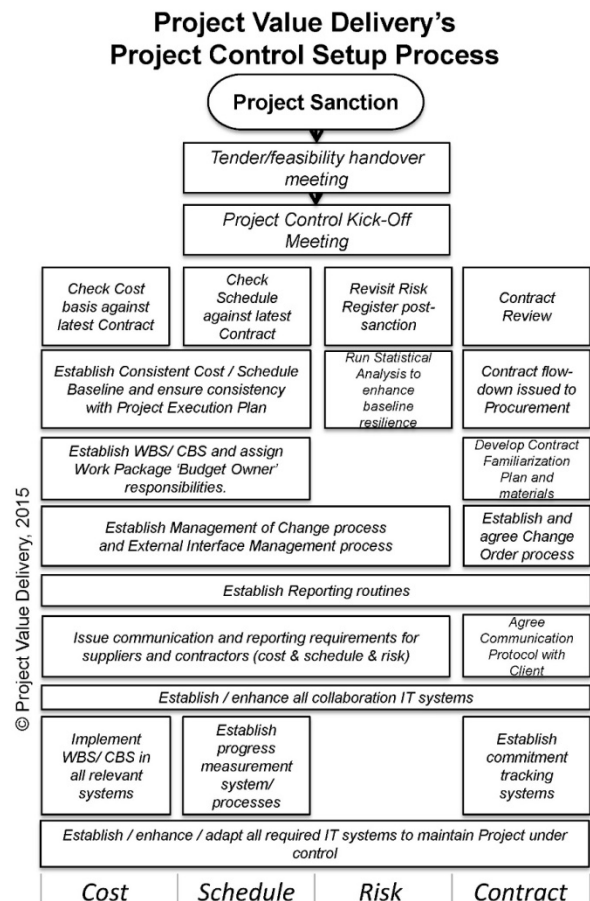 Project Value Delivery's
Project Control Setup Process
Project Sanction
Tender/feasibility handover
meeting
Project Control Kick-Off
Meeting
Check Cost
basis against
latest Contract
Check
Schedule
against latest
Contract
Revisit Risk
Register post-
sanction
Contract
Review
Establish Consistent Cost / Schedule
Baseline and ensure consistency
with Project Execution Plan
Run Statistical
Analysis to
enhance
baseline
resilience
Contract flow-
down issued to
Procurement
Establish WBS/ CBS and assign
Work Package 'Budget Owner'
responsibilities.
Develop Contract
Familiarization
Plan and
materials
Establish Management of Change process
and External Interface Management process
Establish and
agree Change
Order process
Establish Reporting routines
Issue communication and reporting requirements for
suppliers and contractors (cost & schedule & risk)
Agree
Communication
Protocol with
Client
Establish / enhance all collaboration IT systems
Implement
WBS/ CBS in
all relevant
systems
Establish
progress
measurement
system/
processes
Establish
commitment
tracking
systems
Establish / enhance / adapt all required IT systems to maintain Project under
control
Cost
Schedule
Risk
Contract
© Project Value Delivery, 2015